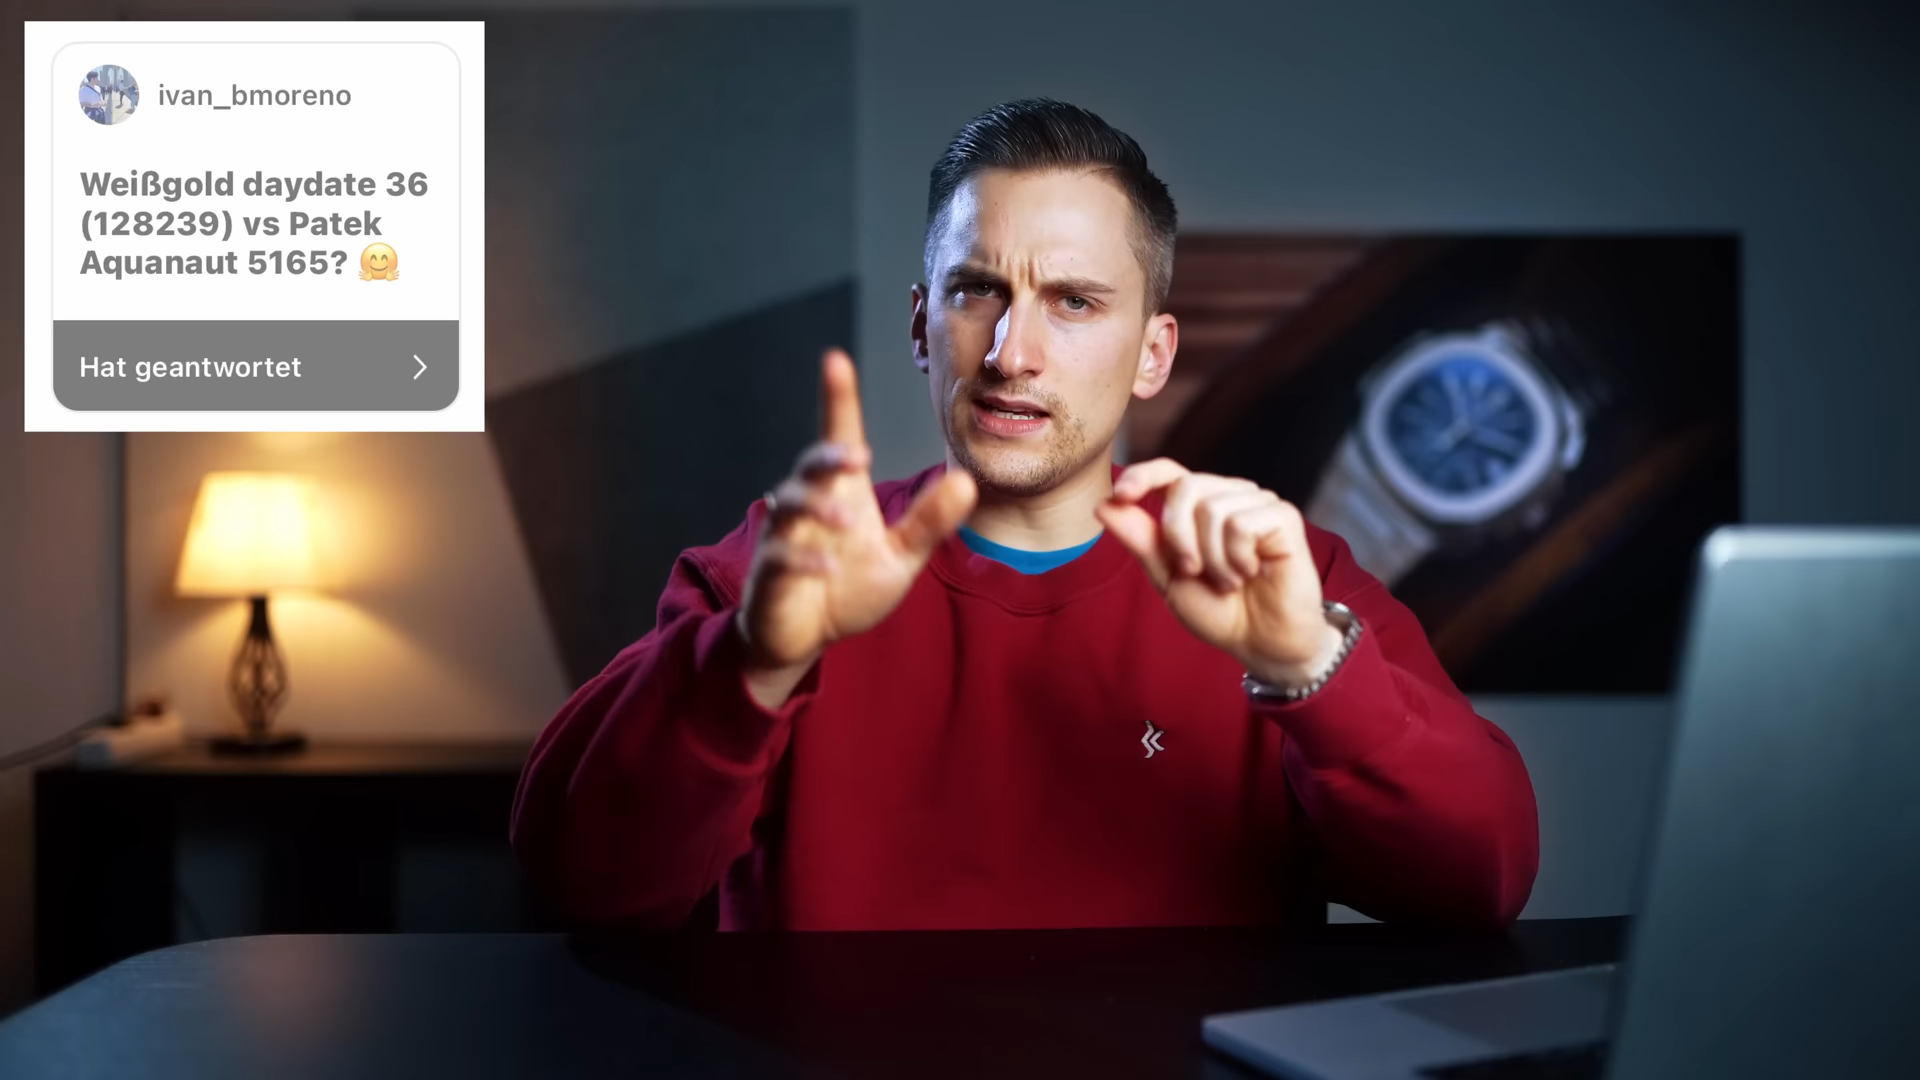 ivan_bmoreno
Weißgold daydate 36
(128239) vs Patek
Aquanaut 5165? 🤗
Hat geantwortet